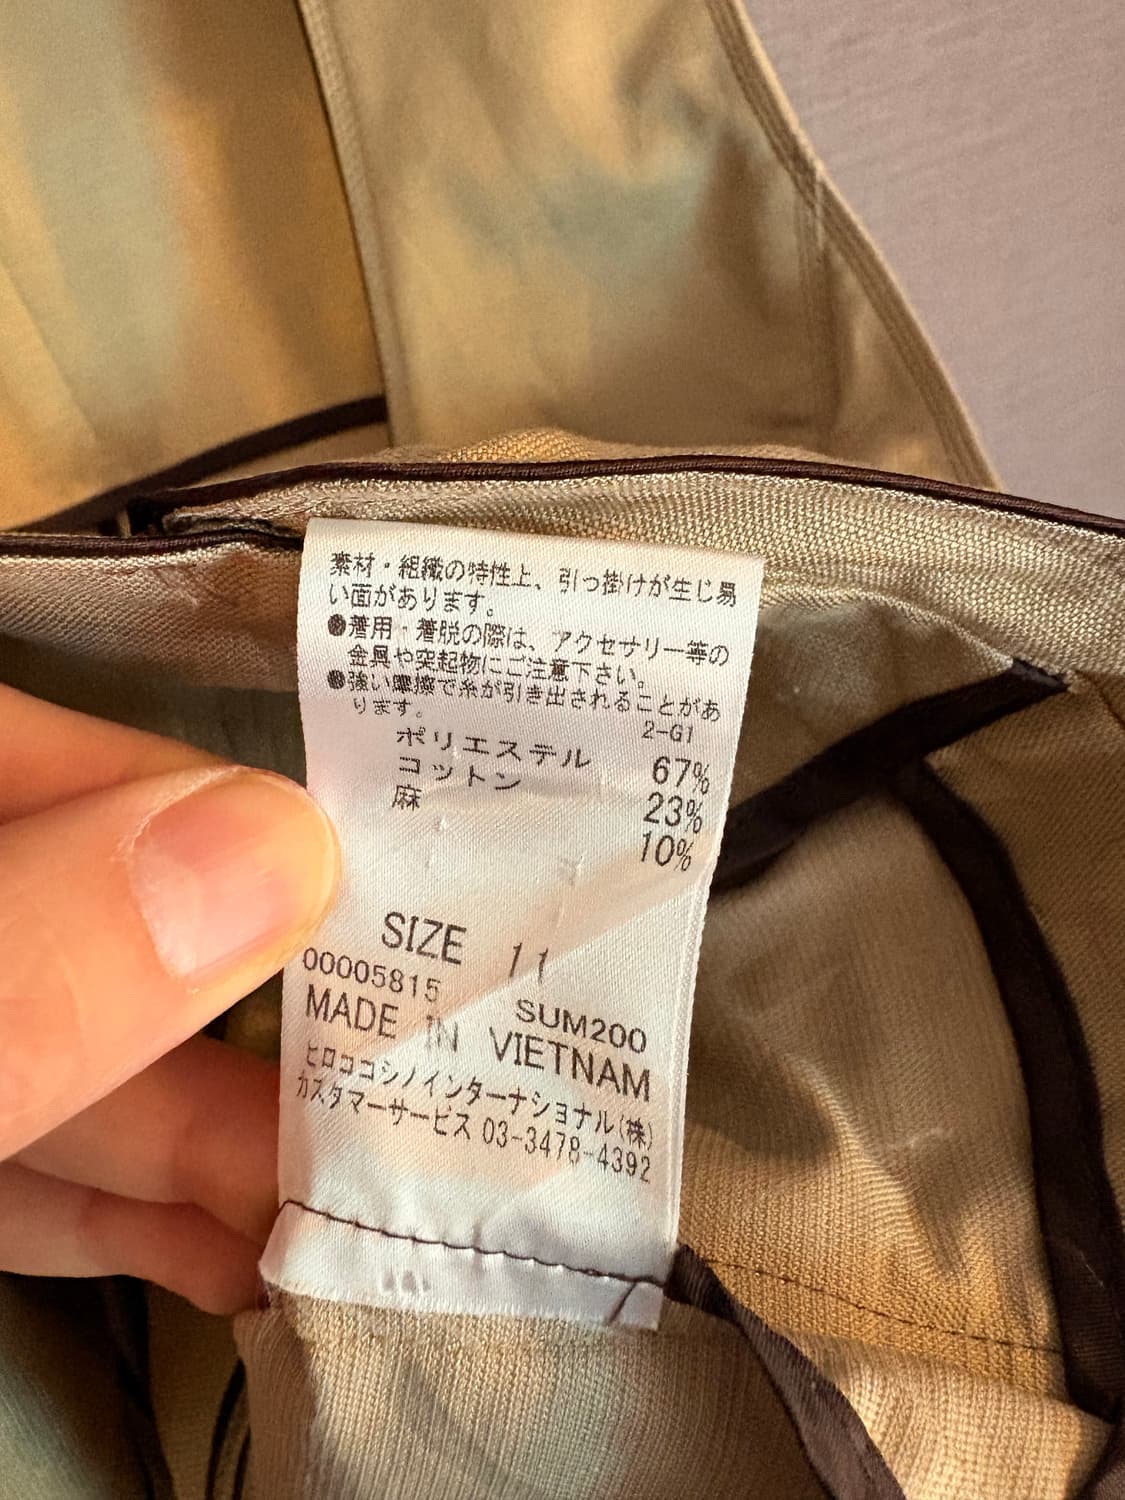 素材・組織の特性上、引っ掛けが生じ易
い面があります。
●着用・着脱の際は、アクセサリー等の
金具や突起物にご注意下さい。
●強い摩擦で糸が引き出されることがあ
ります。
2-G1
ポリエステル 67%
コットン 23%
麻 10%
SIZE 11
00005815 SUM200
MADE IN VIETNAM
ヒロココシノインターナショナル(株)
カスタマーサービス 03-3478-4392